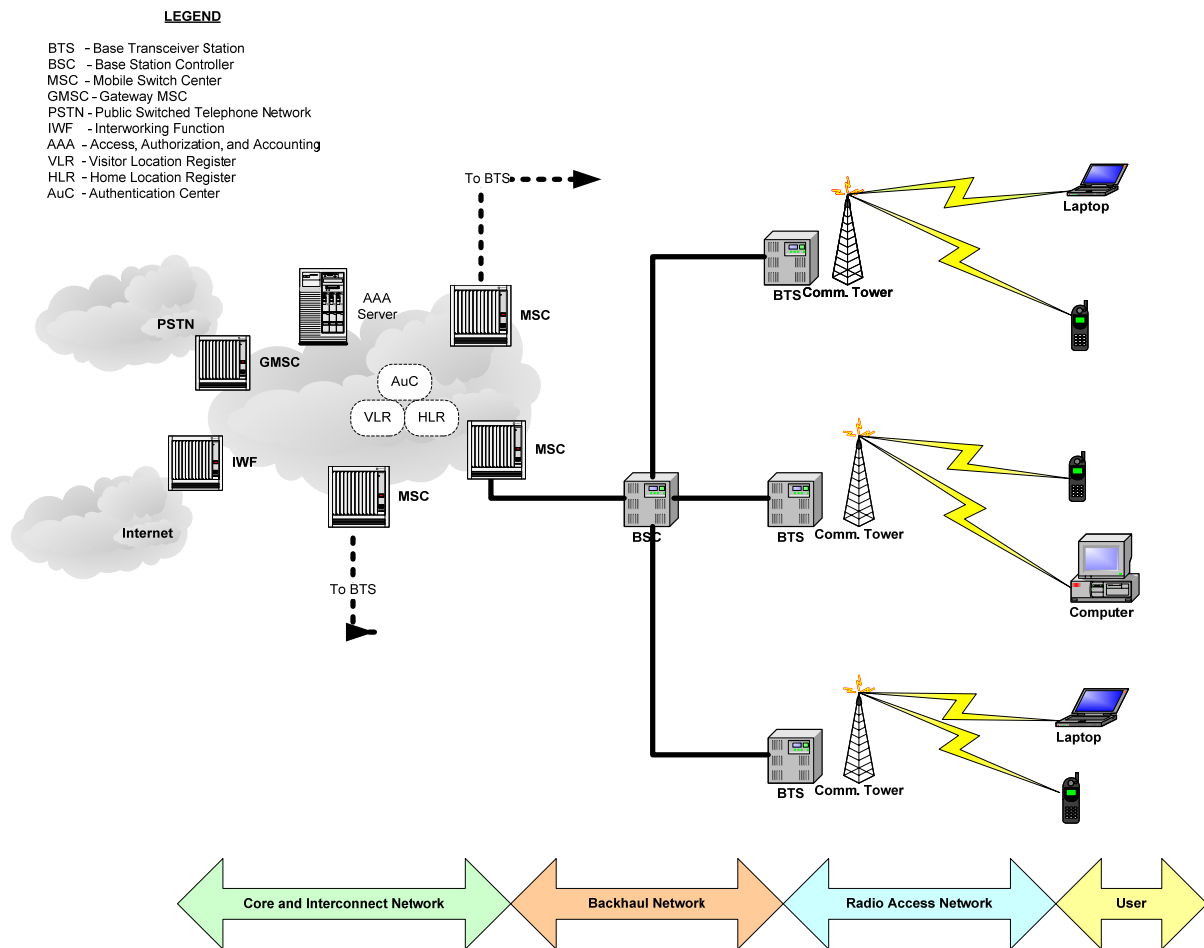 LEGEND
BTS - Base Transceiver Station
BSC - Base Station Controller
MSC - Mobile Switch Center
GMSC - Gateway MSC
PSTN - Public Switched Telephone Network
IWF - Interworking Function
AAA - Access, Authorization, and Accounting
VLR - Visitor Location Register
HLR - Home Location Register
AuC - Authentication Center
To BTS
Laptop
BTS
Comm. Tower
AAA
Server
MSC
PSTN
GMSC
AuC
VLR
HLR
MSC
IWF
MSC
Internet
BSC
BTS
Comm. Tower
To BTS
Computer
Laptop
BTS
Comm. Tower
Core and Interconnect Network
Backhaul Network
Radio Access Network
User